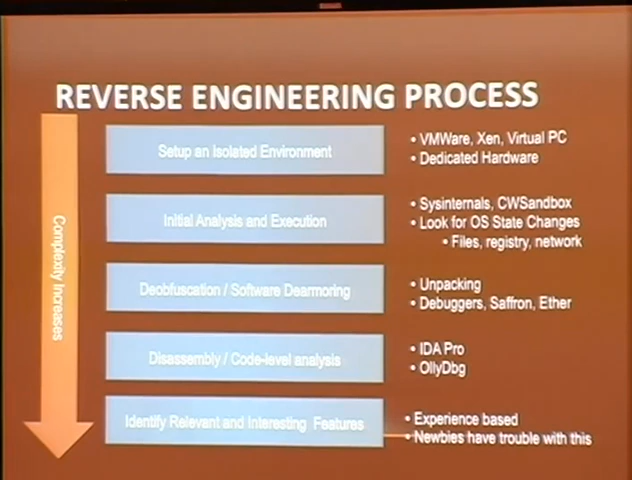 REVERSE ENGINEERING PROCESS
Complexity Increases
Setup an Isolated Environment
• VMWare, Xen, Virtual PC
• Dedicated Hardware
Initial Analysis and Execution
• Sysinternals, CWSandbox
• Look for OS State Changes
• Files, registry, network
Deobfuscation / Software Dearmoring
• Unpacking
• Debuggers, Saffron, Ether
Disassembly / Code-level analysis
• IDA Pro
• OllyDbg
Identify Relevant and Interesting Features
• Experience based
• Newbies have trouble with this